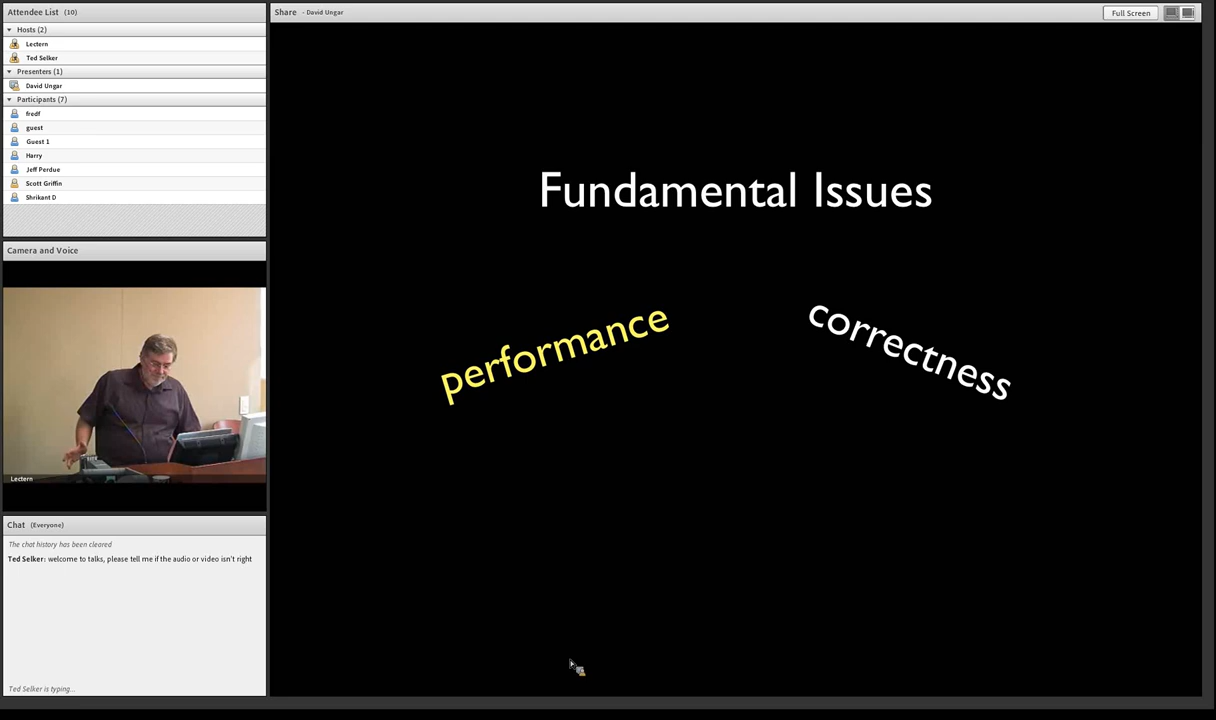 Attendee List (10)
Hosts (2)
Lectern
Ted Selker
Presenters (1)
David Ungar
Participants (7)
fredf
guest
Guest 1
Harry
Jeff Perdue
Scott Griffin
Shrikant D
Camera and Voice
Lectern
Chat (Everyone)
The chat history has been cleared
Ted Selker: welcome to talks, please tell me if the audio or video isn't right
Ted Selker is typing...
Share - David Ungar
Full Screen
Fundamental Issues
performance
correctness